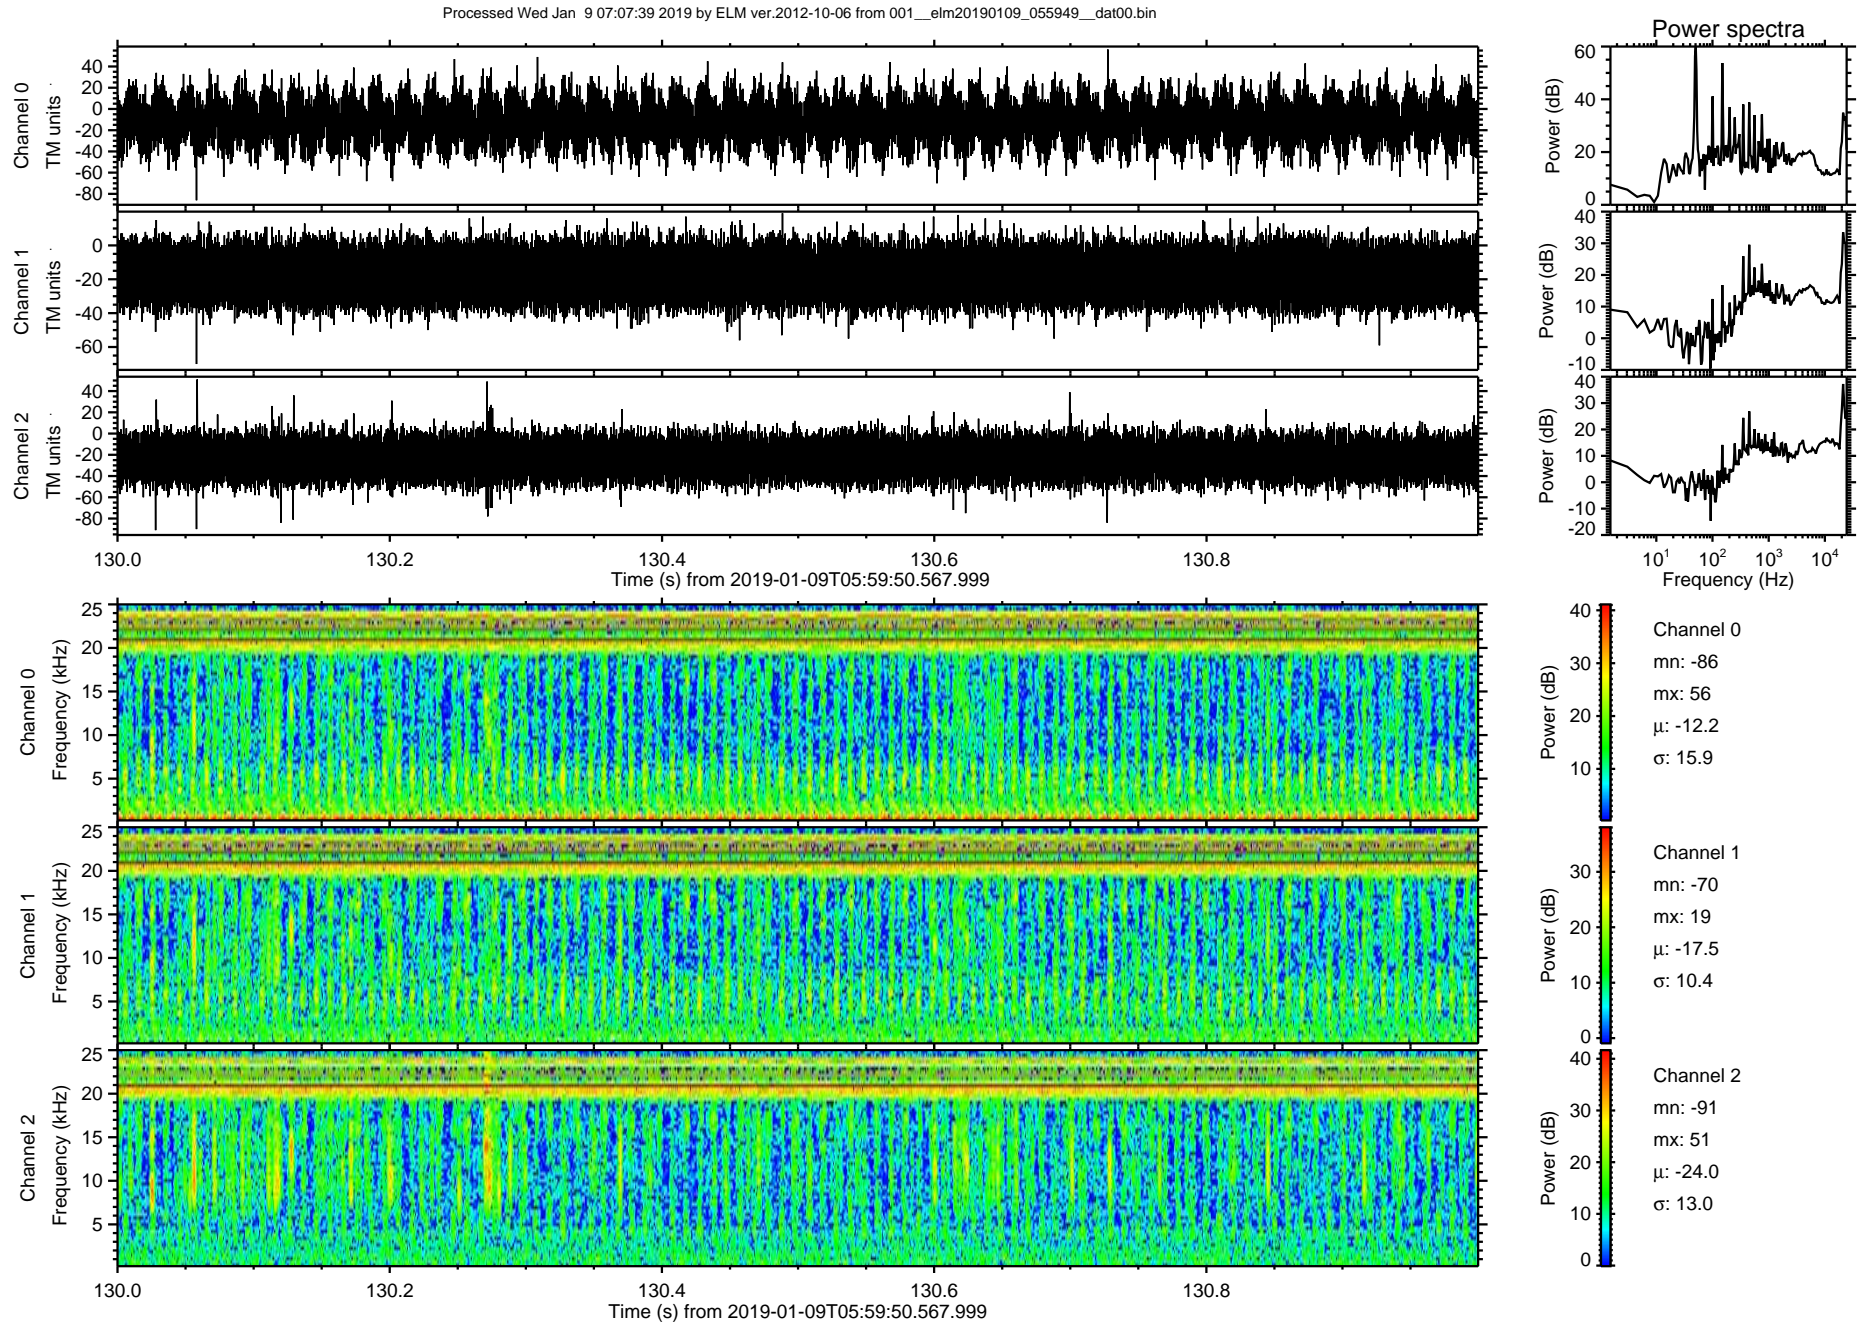 Processed Wed Jan  9 07:07:39 2019 by ELM ver.2012-10-06 from 001__elm20190109_055949__dat00.bin
Power spectra
Channel 0
TM units
40
20
0
-20
-40
-60
-80
Power (dB)
60
40
20
0
Channel 1
TM units
0
-20
-40
-60
Power (dB)
40
30
20
10
0
-10
Channel 2
TM units
40
20
0
-20
-40
-60
-80
Power (dB)
40
30
20
10
0
-10
-20
130.0 130.2 130.4 130.6 130.8
Time (s) from 2019-01-09T05:59:50.567.999
10¹ 10² 10³ 10⁴
Frequency (Hz)
Channel 0
Frequency (kHz)
25
20
15
10
5
Power (dB)
40
30
20
10
Channel 0
mn: -86
mx: 56
μ: -12.2
σ: 15.9
Channel 1
Frequency (kHz)
25
20
15
10
5
Power (dB)
30
20
10
0
Channel 1
mn: -70
mx: 19
μ: -17.5
σ: 10.4
Channel 2
Frequency (kHz)
25
20
15
10
5
Power (dB)
40
30
20
10
0
Channel 2
mn: -91
mx: 51
μ: -24.0
σ: 13.0
130.0 130.2 130.4 130.6 130.8
Time (s) from 2019-01-09T05:59:50.567.999